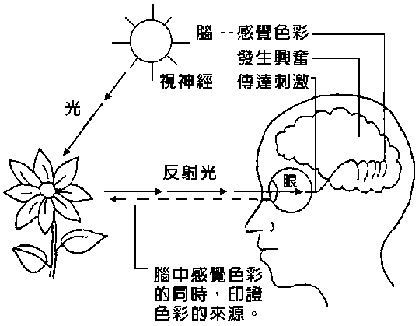 腦--感覺色彩
發生興奮
視神經 傳達刺激
光
反射光
眼
腦中感覺色彩
的同時，印證
色彩的來源。